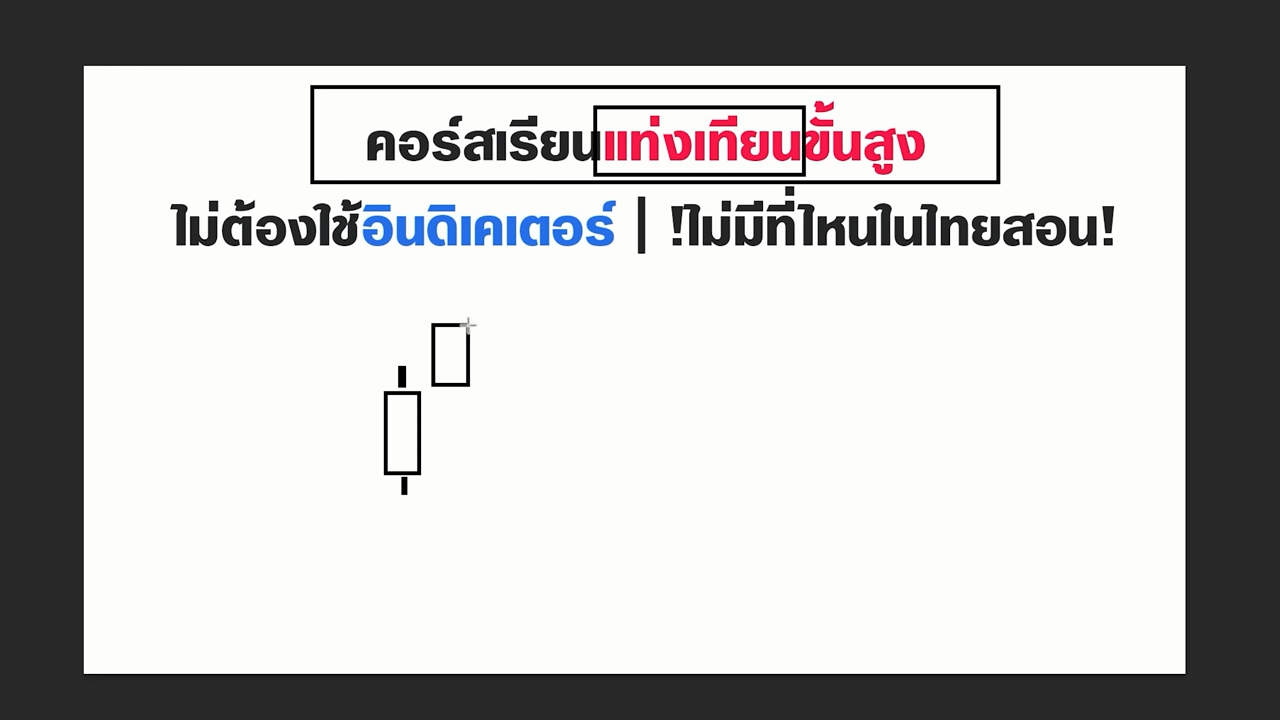 คอร์สเรียนแท่งเทียนขั้นสูง
ไม่ต้องใช้อินดิเคเตอร์ | !ไม่มีที่ไหนในไทยสอน!